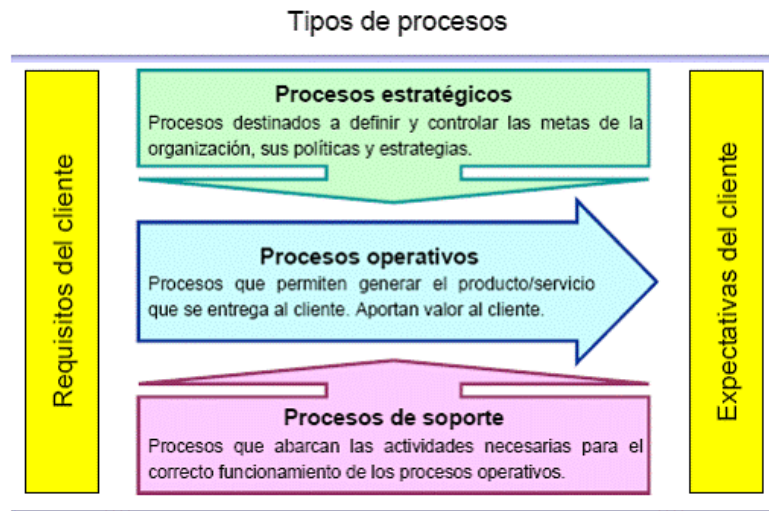 Tipos de procesos
Requisitos del cliente
Procesos estratégicos
Procesos destinados a definir y controlar las metas de la
organización, sus políticas y estrategias.
Procesos operativos
Procesos que permiten generar el producto/servicio
que se entrega al cliente. Aportan valor al cliente.
Procesos de soporte
Procesos que abarcan las actividades necesarias para el
correcto funcionamiento de los procesos operativos.
Expectativas del cliente